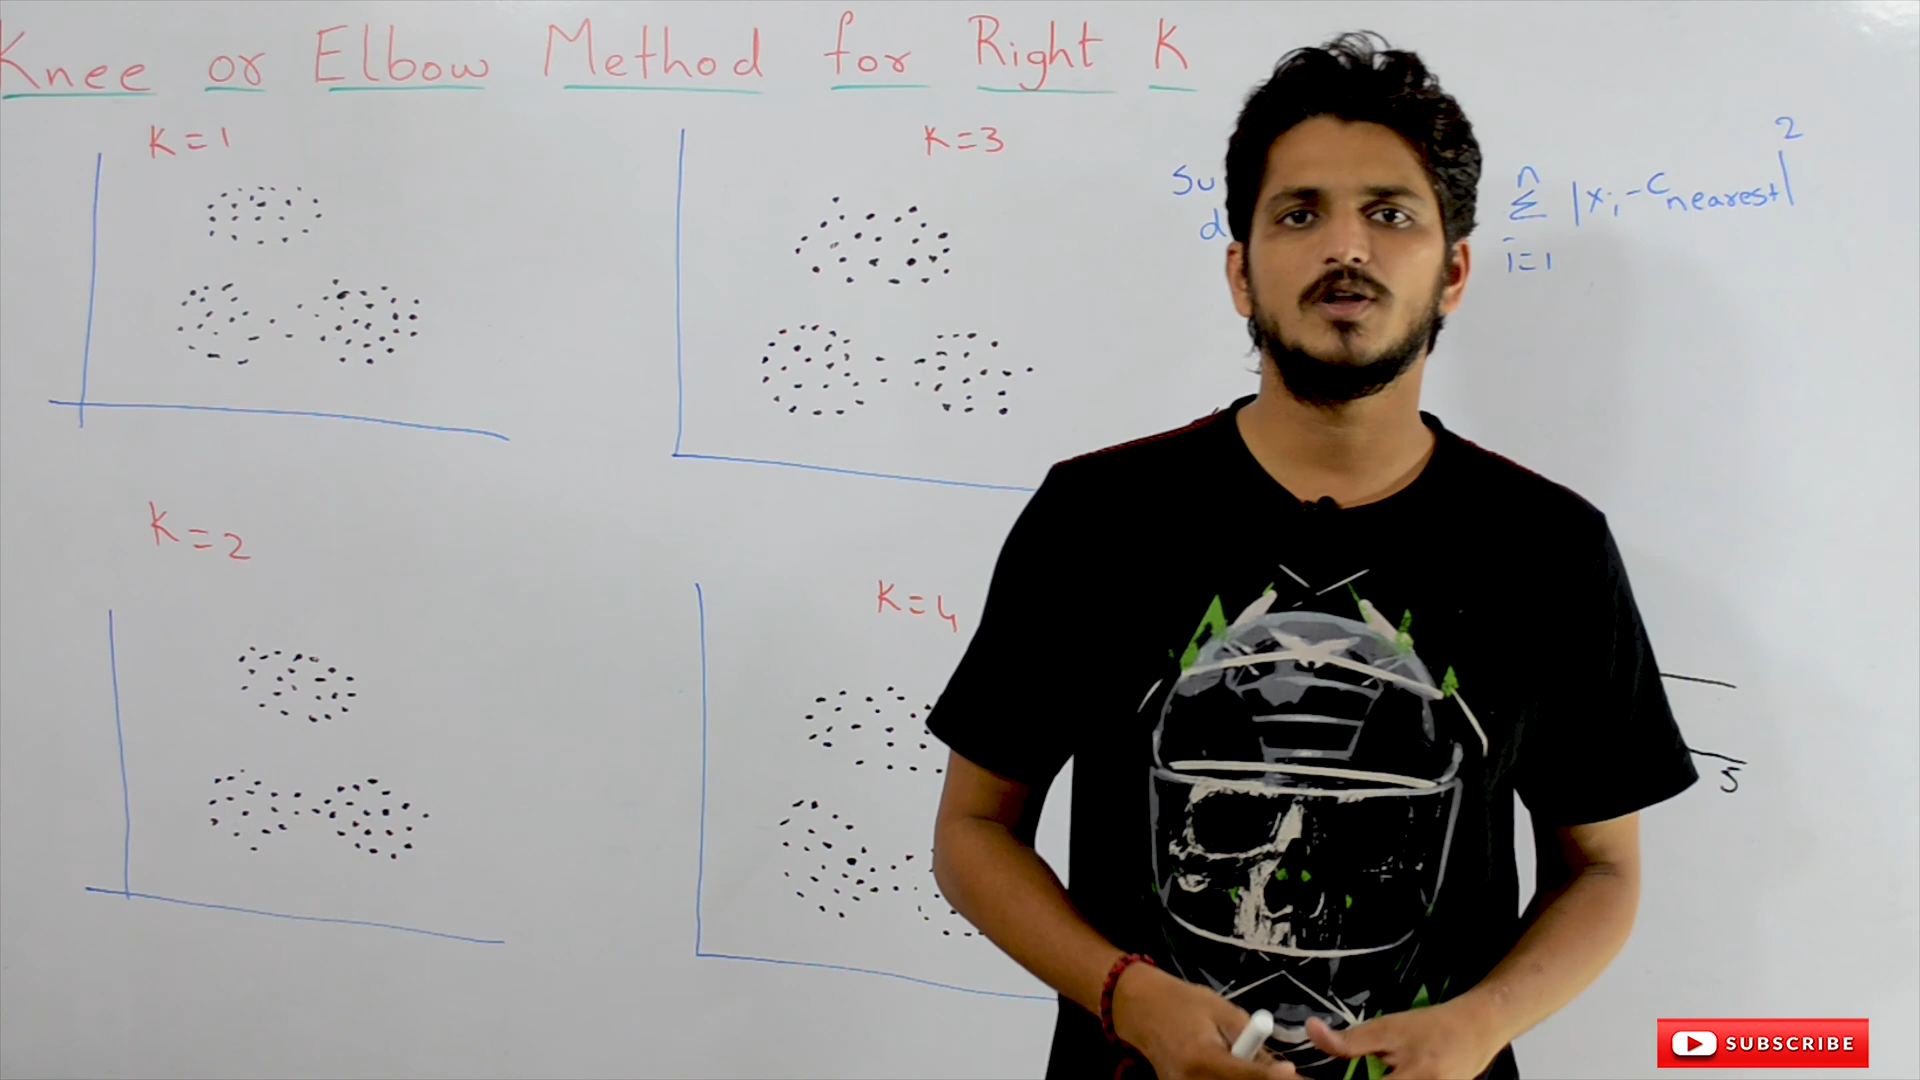 Knee or Elbow Method for Right K
K=1
K=3
Su
d
n
Σ |xi - Cnearest|²
i=1
K=2
K=4
5
SUBSCRIBE